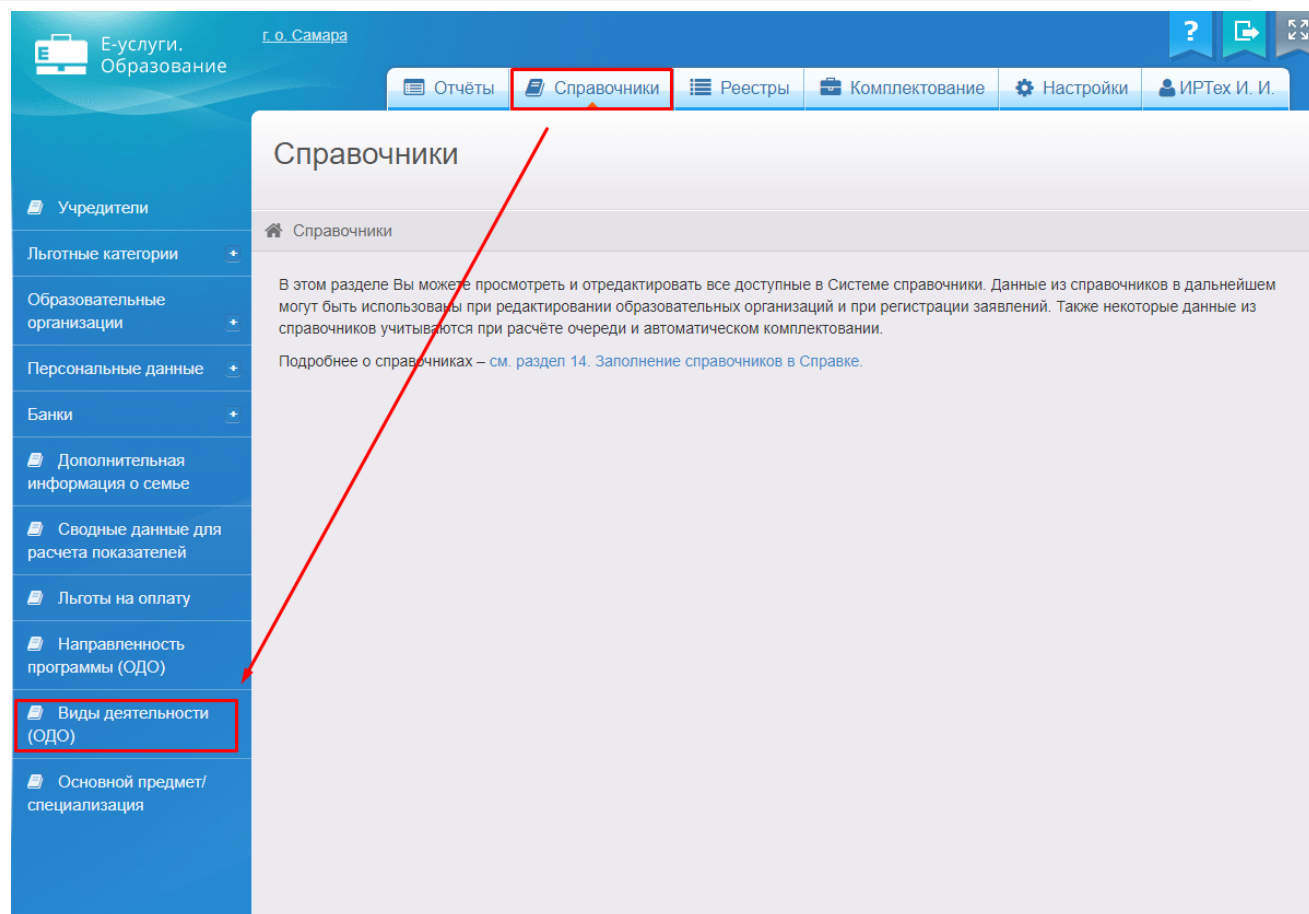 Е-услуги.
Образование
г. о. Самара
?
Отчёты
Справочники
Реестры
Комплектование
Настройки
ИРТех И. И.
Справочники
Справочники
В этом разделе Вы можете просмотреть и отредактировать все доступные в Системе справочники. Данные из справочников в дальнейшем
могут быть использованы при редактировании образовательных организаций и при регистрации заявлений. Также некоторые данные из
справочников учитываются при расчёте очереди и автоматическом комплектовании.
Подробнее о справочниках – см. раздел 14. Заполнение справочников в Справке.
Учредители
Льготные категории
Образовательные
организации
Персональные данные
Банки
Дополнительная
информация о семье
Сводные данные для
расчета показателей
Льготы на оплату
Направленность
программы (ОДО)
Виды деятельности
(ОДО)
Основной предмет/
специализация